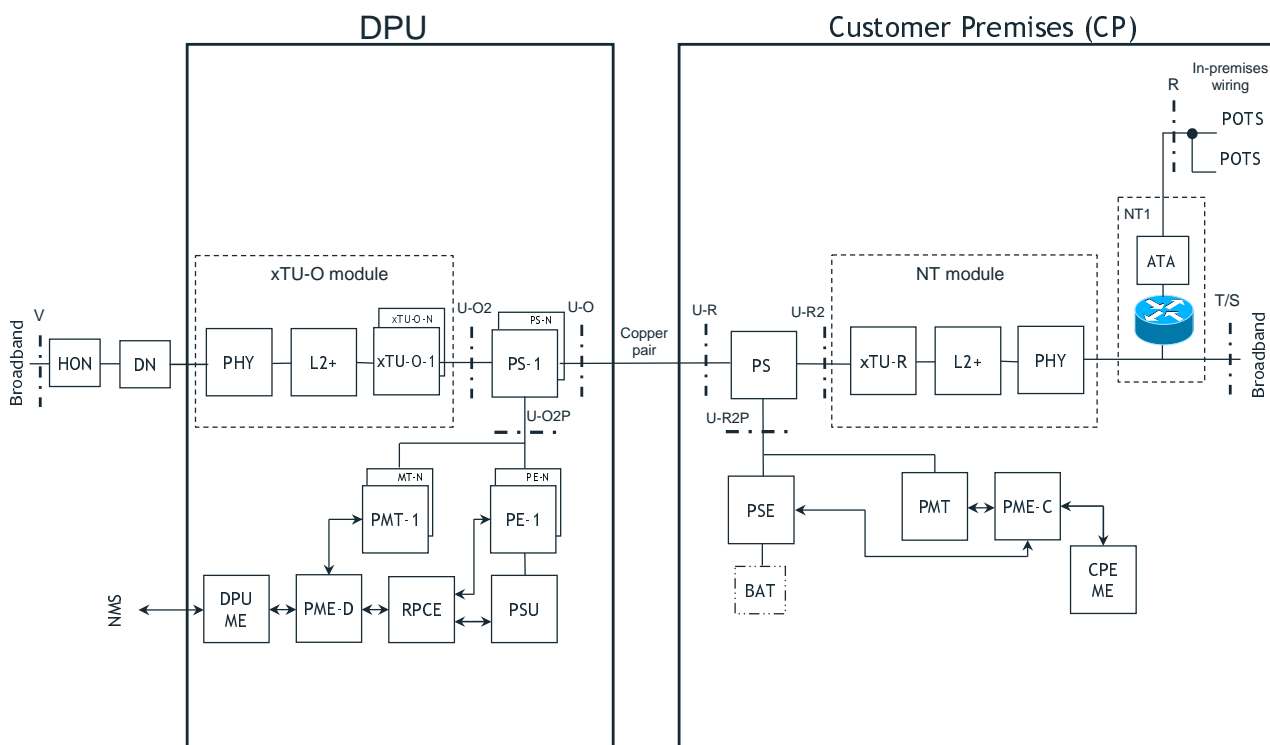 DPU
Customer Premises (CP)
In-premises
wiring
R
POTS
POTS
NT1
ATA
T/S
xTU-O module
NT module
V
U-O2
U-O
U-R
U-R2
xTU-O-N
PS-N
Copper
pair
Broadband
HON
DN
PHY
L2+
xTU-O-1
PS-1
PS
xTU-R
L2+
PHY
Broadband
U-O2P
U-R2P
MT-N
PE-N
PMT-1
PE-1
PSE
PMT
PME-C
NMS
DPU
ME
PME-D
RPCE
PSU
BAT
CPE
ME